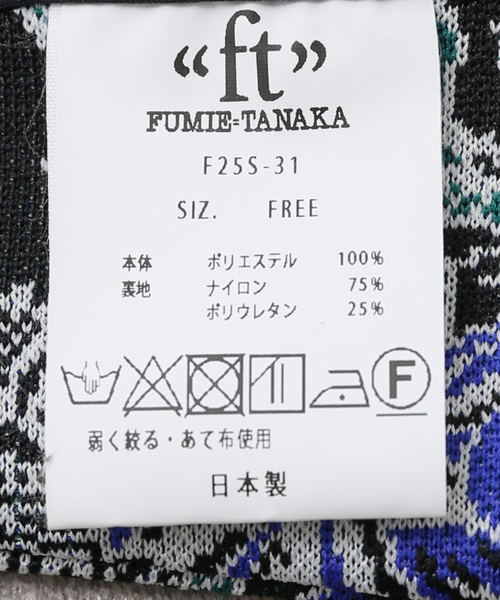 “ft”
FUMIE=TANAKA
F25S-31
SIZ. FREE
本体 ポリエステル 100%
裏地 ナイロン 75%
ポリウレタン 25%
F
弱く絞る・あて布使用
日本製